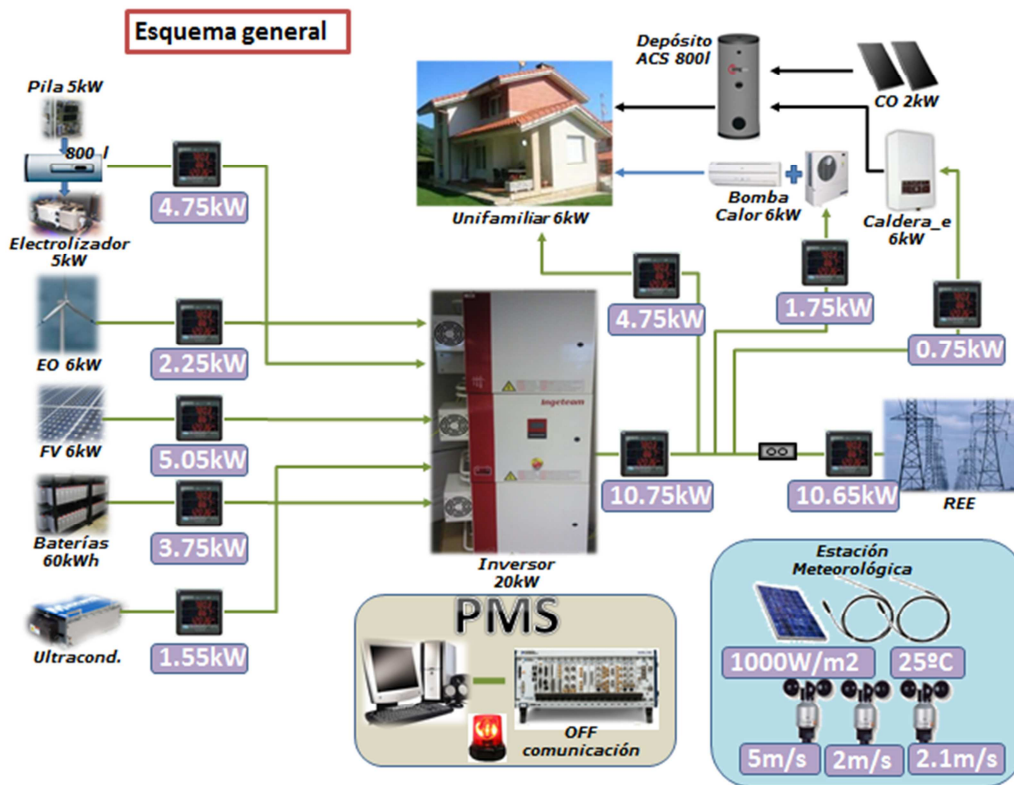 Esquema general
Pila 5kW
800 l
4.75kW
Electrolizador
5kW
EO 6kW
2.25kW
FV 6kW
5.05kW
Baterías
60kWh
3.75kW
Ultracond.
1.55kW
Unifamiliar 6kW
Depósito
ACS 800l
CO 2kW
Bomba
Calor 6kW
Caldera_e
6kW
4.75kW
1.75kW
0.75kW
ingeteam
Inversor
20kW
10.75kW
10.65kW
REE
PMS
OFF
comunicación
Estación
Meteorológica
1000W/m2
25ºC
5m/s
2m/s
2.1m/s